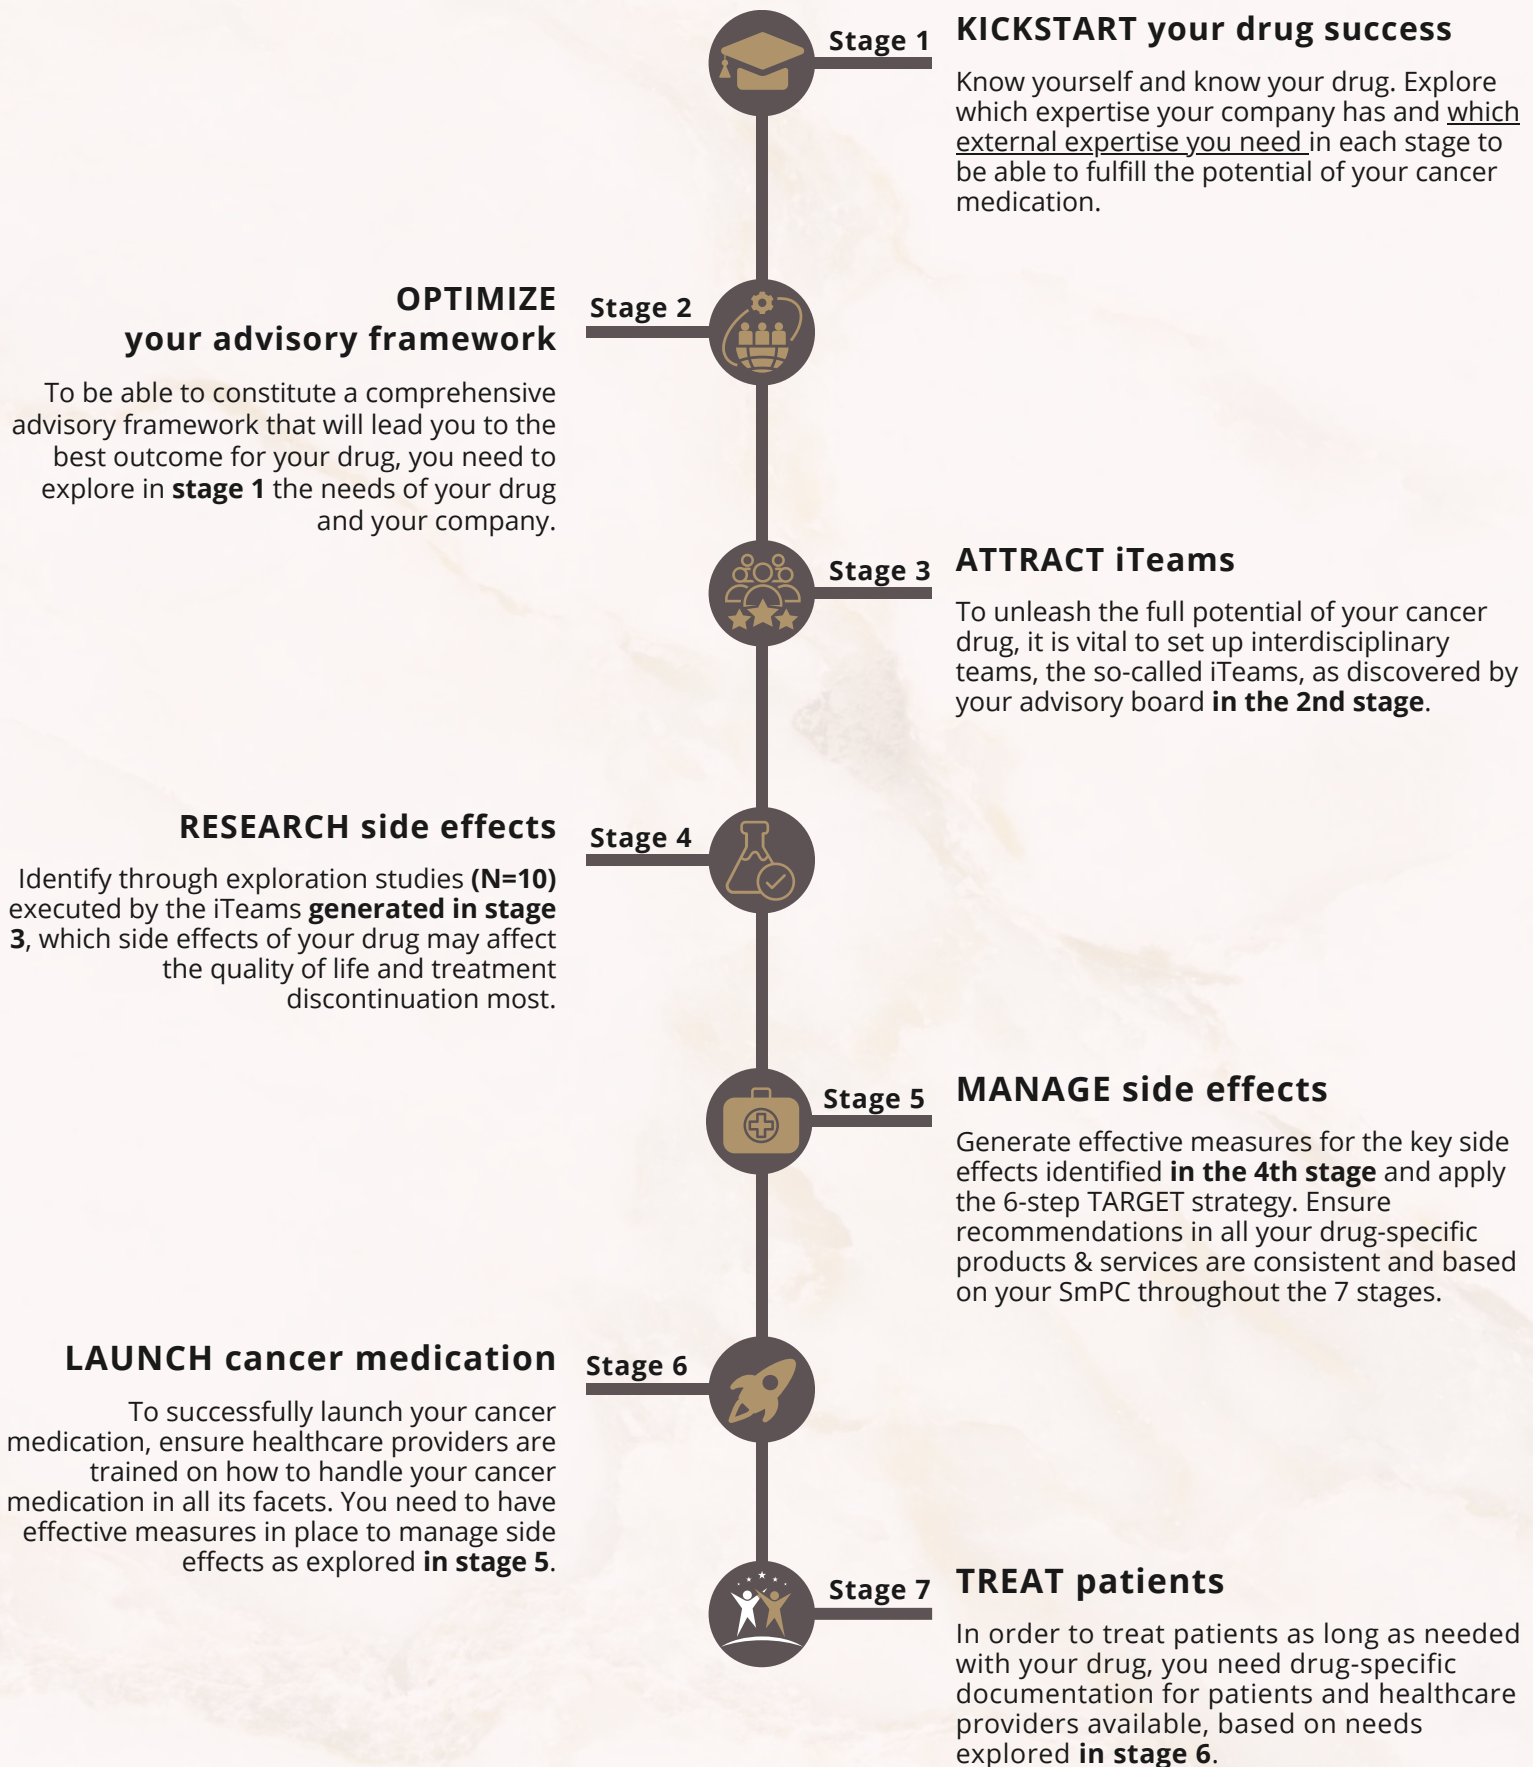 Stage 1
KICKSTART your drug success
Know yourself and know your drug. Explore
which expertise your company has and which
external expertise you need in each stage to
be able to fulfill the potential of your cancer
medication.
OPTIMIZE
your advisory framework
Stage 2
To be able to constitute a comprehensive
advisory framework that will lead you to the
best outcome for your drug, you need to
explore in stage 1 the needs of your drug
and your company.
Stage 3
ATTRACT iTeams
To unleash the full potential of your cancer
drug, it is vital to set up interdisciplinary
teams, the so-called iTeams, as discovered by
your advisory board in the 2nd stage.
RESEARCH side effects
Stage 4
Identify through exploration studies (N=10)
executed by the iTeams generated in stage
3, which side effects of your drug may affect
the quality of life and treatment
discontinuation most.
Stage 5
MANAGE side effects
Generate effective measures for the key side
effects identified in the 4th stage and apply
the 6-step TARGET strategy. Ensure
recommendations in all your drug-specific
products & services are consistent and based
on your SmPC throughout the 7 stages.
LAUNCH cancer medication
Stage 6
To successfully launch your cancer
medication, ensure healthcare providers are
trained on how to handle your cancer
medication in all its facets. You need to have
effective measures in place to manage side
effects as explored in stage 5.
Stage 7
TREAT patients
In order to treat patients as long as needed
with your drug, you need drug-specific
documentation for patients and healthcare
providers available, based on needs
explored in stage 6.